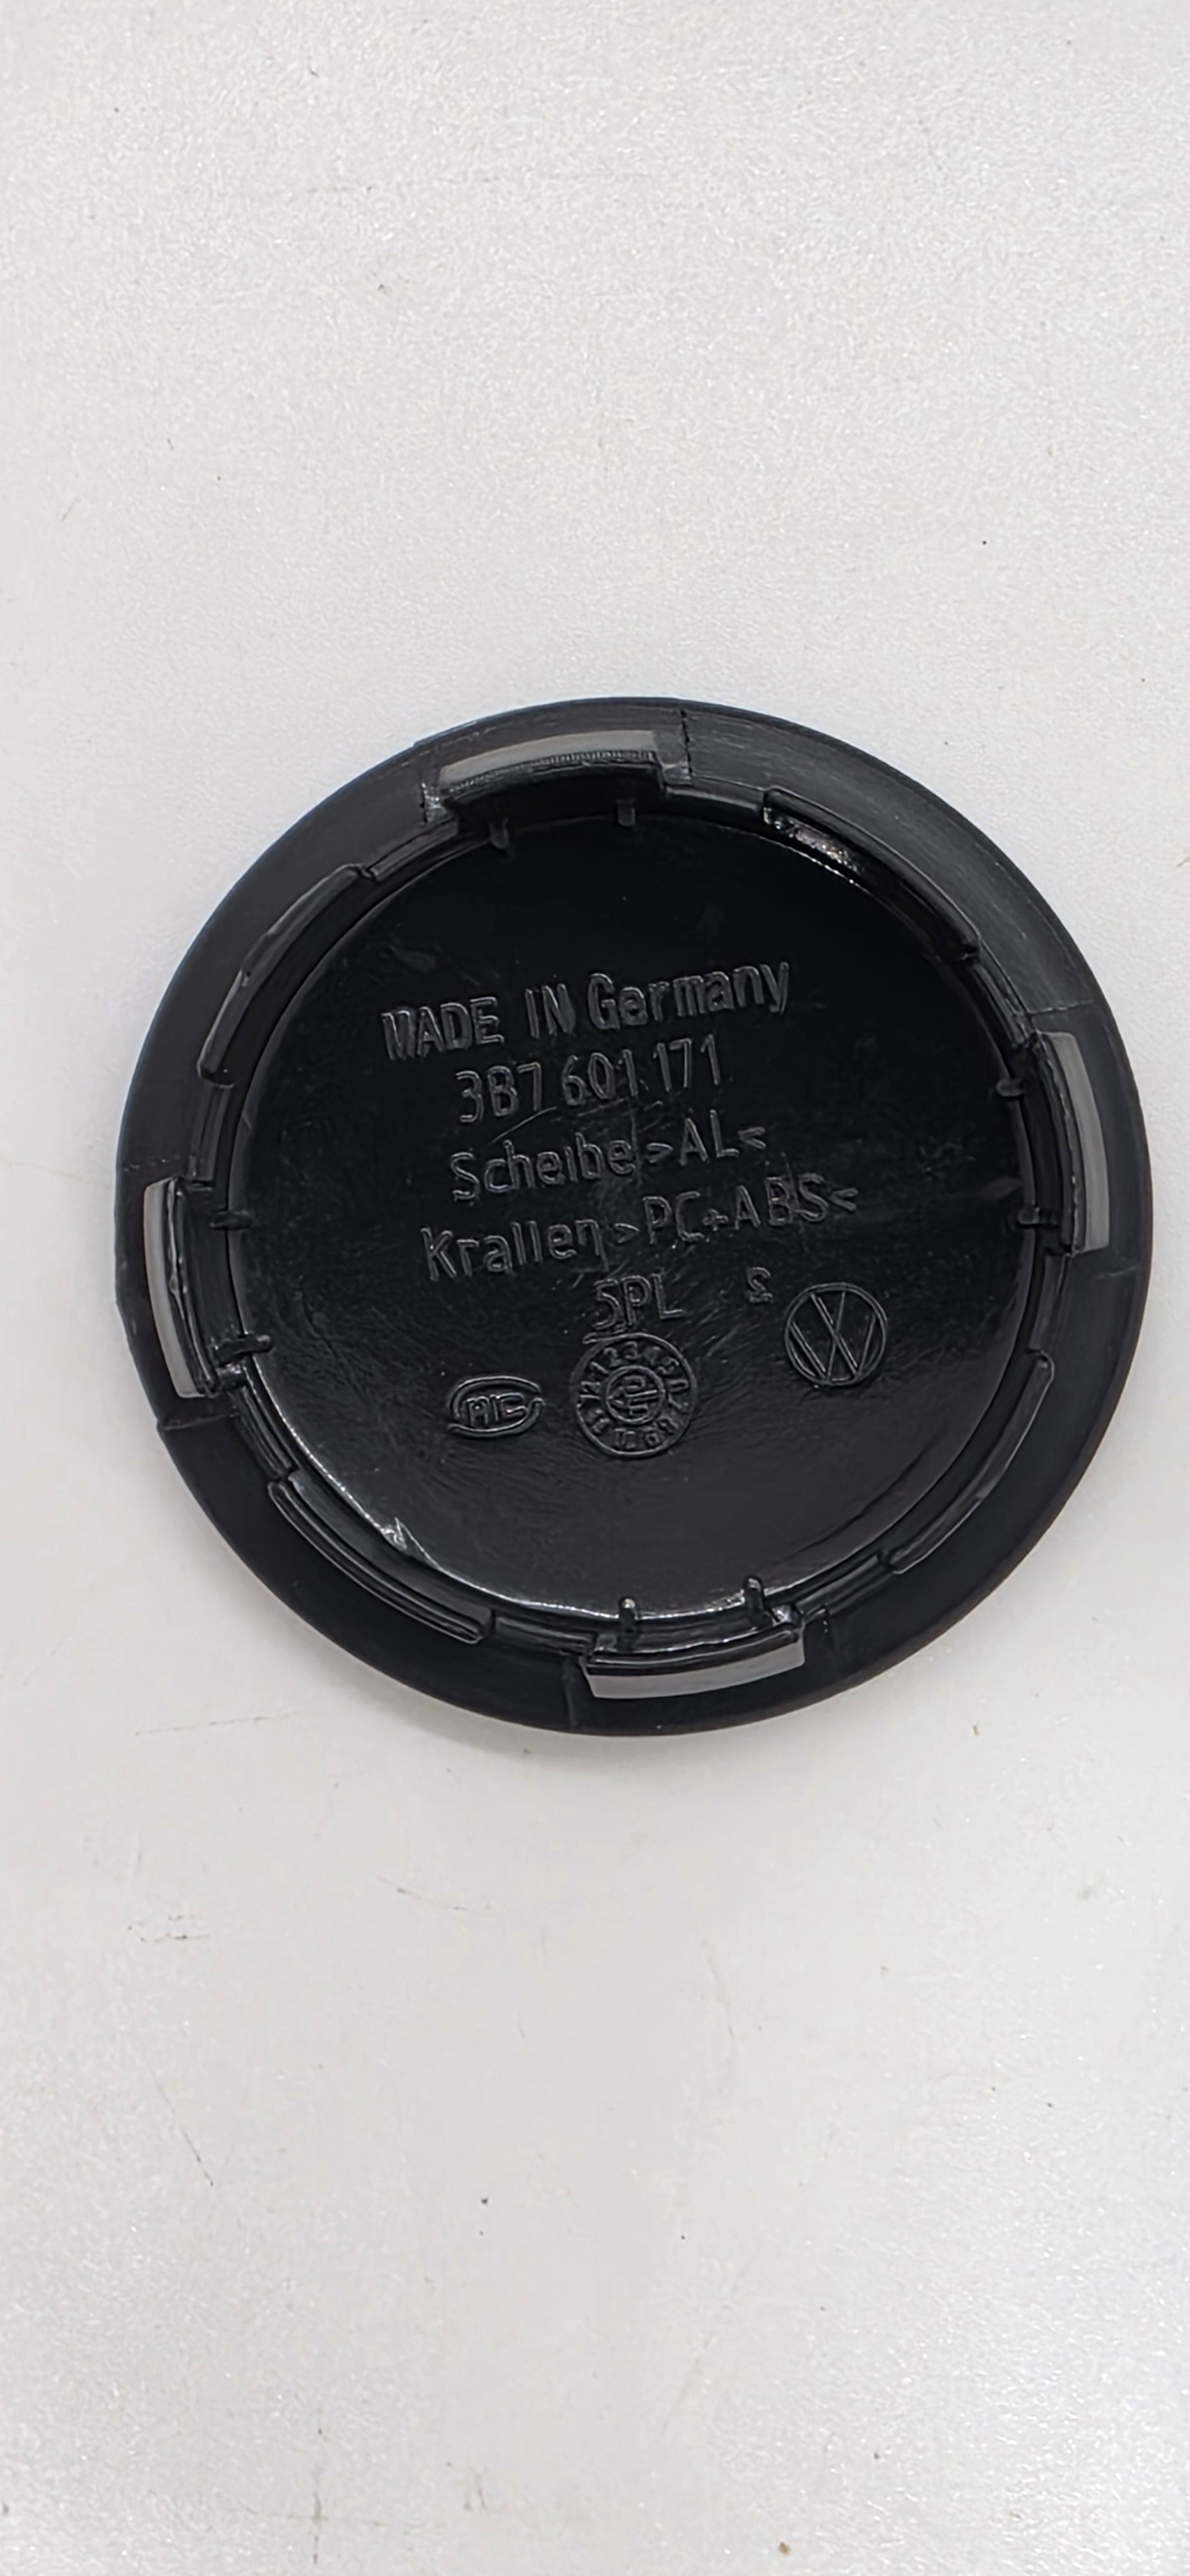 MADE IN Germany
3B7 601 171
Scheibe >AL<
Krallen >PC+ABS<
5PL